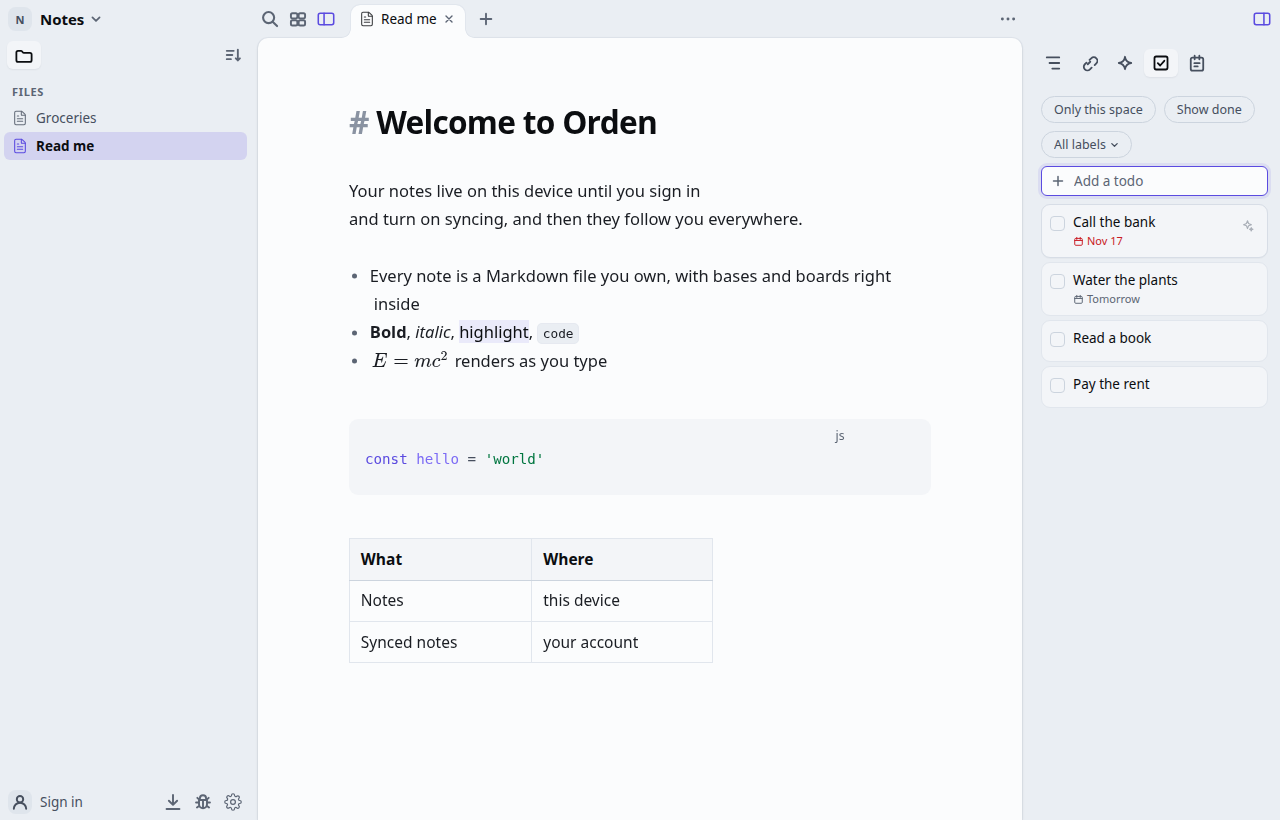 N Notes
Read me
FILES
Groceries
Read me
Sign in
# Welcome to Orden
Your notes live on this device until you sign in
and turn on syncing, and then they follow you everywhere.
Every note is a Markdown file you own, with bases and boards right
inside
Bold, italic, highlight, code
E = mc² renders as you type
js
const hello = 'world'
What Where
Notes this device
Synced notes your account
Only this space Show done
All labels
Add a todo
Call the bank
Nov 17
Water the plants
Tomorrow
Read a book
Pay the rent